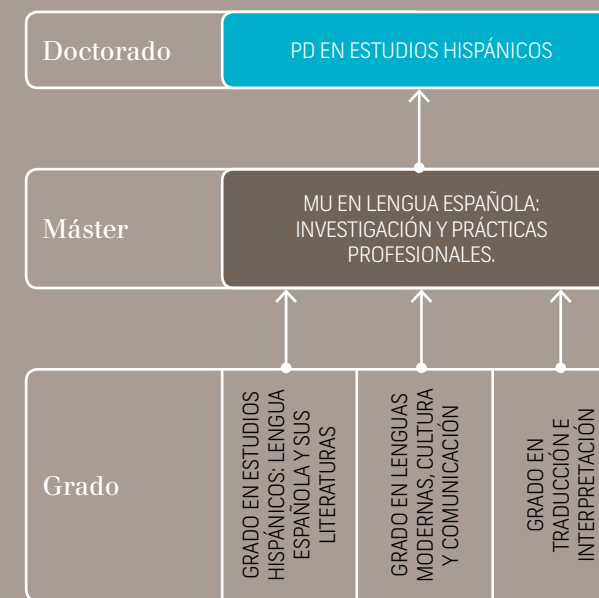 Doctorado
PD EN ESTUDIOS HISPÁNICOS
Máster
MU EN LENGUA ESPAÑOLA:
INVESTIGACIÓN Y PRÁCTICAS
PROFESIONALES.
Grado
GRADO EN ESTUDIOS
HISPÁNICOS: LENGUA
ESPAÑOLA Y SUS
LITERATURAS
GRADO EN LENGUAS
MODERNAS, CULTURA
Y COMUNICACIÓN
GRADO EN
TRADUCCIÓN E
INTERPRETACIÓN